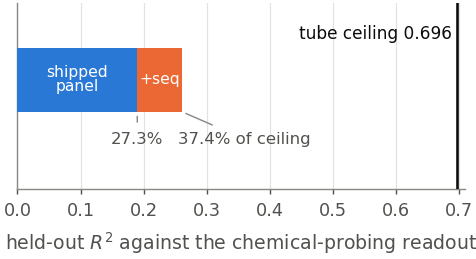 tube ceiling 0.696
shipped
panel
+seq
27.3%
37.4% of ceiling
0.0 0.1 0.2 0.3 0.4 0.5 0.6 0.7
held-out R² against the chemical-probing readout